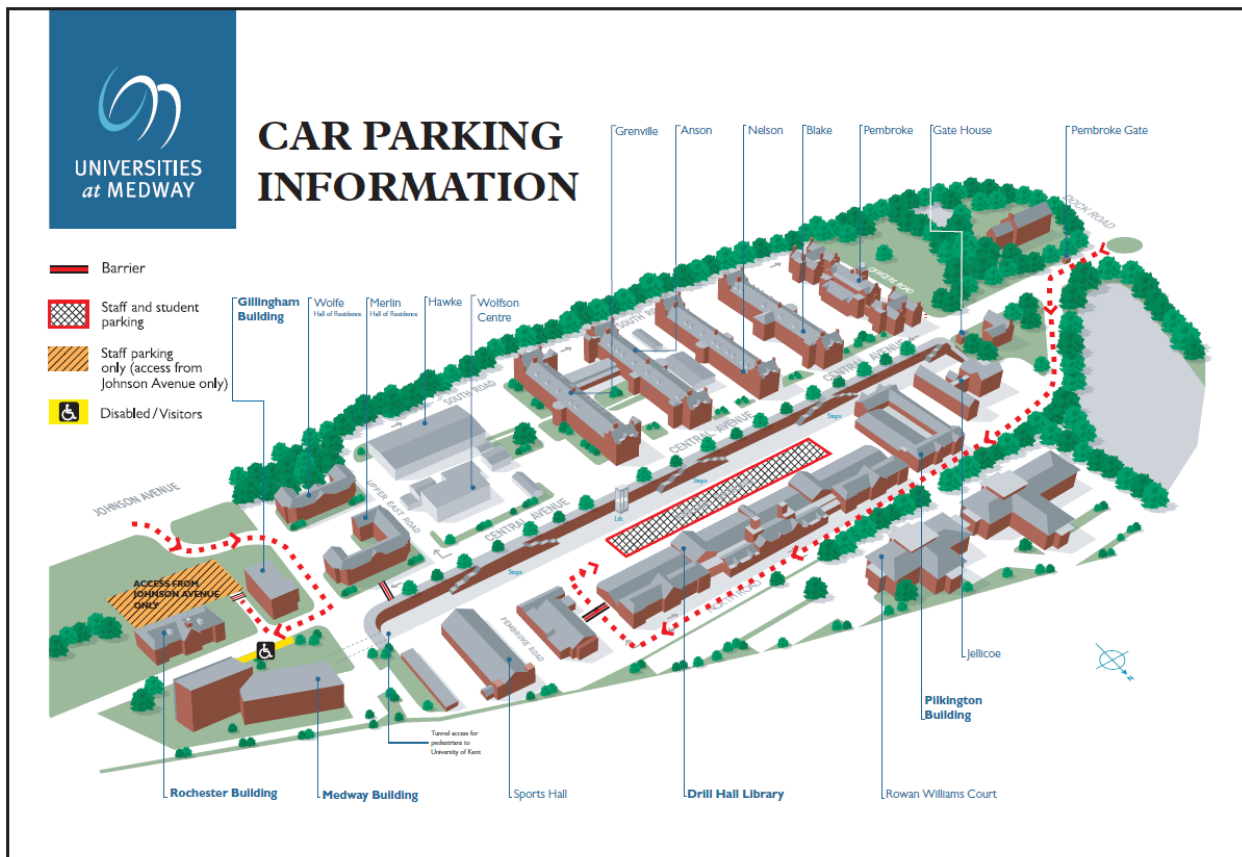 UNIVERSITIES
at MEDWAY
CAR PARKING
INFORMATION
Barrier
Staff and student
parking
Staff parking
only (access from
Johnson Avenue only)
Disabled / Visitors
Grenville
Anson
Nelson
Blake
Pembroke
Gate House
Pembroke Gate
Gillingham
Building
Wolfe
Hall of Residence
Merlin
Hall of Residence
Hawke
Wolfson
Centre
DOCK ROAD
OFFICERS ROAD
SOUTH ROAD
SOUTH ROAD
CENTRAL AVENUE
CENTRAL AVENUE
CENTRAL AVENUE
Steps
Steps
Steps
Lift
UPPER EAST ROAD
JOHNSON AVENUE
ACCESS FROM
JOHNSON AVENUE
ONLY
PEMBROKE ROAD
NORTH ROAD
Jellicoe
Pilkington
Building
Tunnel access for
pedestrians to
University of Kent
Rochester Building
Medway Building
Sports Hall
Drill Hall Library
Rowan Williams Court
N